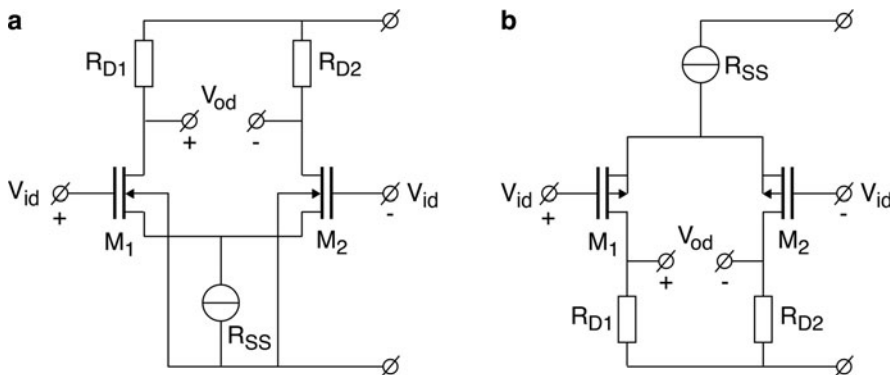 a
R_D1
R_D2
V_od
+ -
V_id
+
V_id
-
M_1
M_2
R_SS
b
R_SS
V_id
+
V_id
-
M_1
M_2
V_od
+ -
R_D1
R_D2